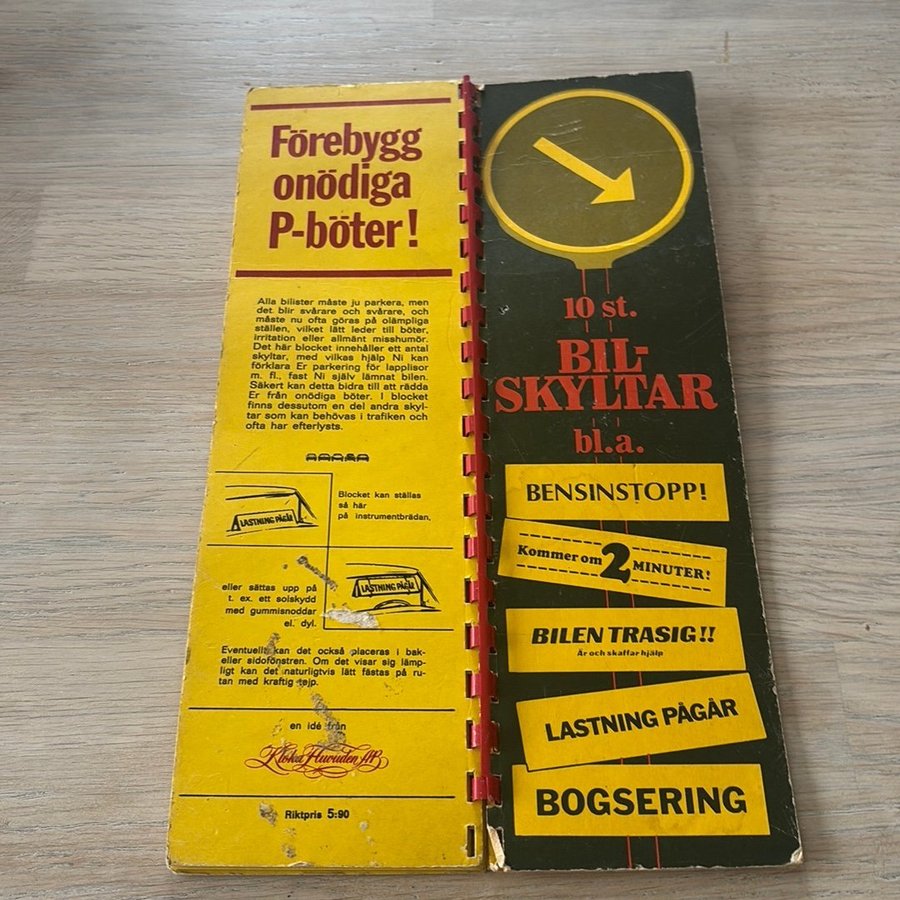 Förebygg
onödiga
P-böter!
Alla bilister måste ju parkera, men
det blir svårare och svårare, och
måste nu ofta göras på olämpliga
ställen, vilket lätt leder till böter,
irritation eller allmänt misshumör.
Det här blocket innehåller ett antal
skyltar, med vilkas hjälp Ni kan
förklara Er parkering för lapplisor
m. fl., fast Ni själv lämnat bilen.
Säkert kan detta bidra till att rädda
Er från onödiga böter. I blocket
finns dessutom en del andra skyl-
tar som kan behövas i trafiken och
ofta har efterlysts.
LASTNING PÅGÅR
Blocket kan ställas
så här
på instrumentbrädan,
eller sättas upp på
t. ex. ett solskydd
med gummisnoddar
el. dyl.
LASTNING PÅGÅR
Eventuellt kan det också placeras i bak-
eller sidofönstren. Om det visar sig lämp-
ligt kan det naturligtvis lätt fästas på ru-
tan med kraftig tejp.
en idé från
Kloka Huvuden AB
Riktpris 5:90
10 st.
BIL-
SKYLTAR
bl.a.
BENSINSTOPP!
Kommer om 2 MINUTER!
BILEN TRASIG!!
Är och skaffar hjälp
LASTNING PÅGÅR
BOGSERING